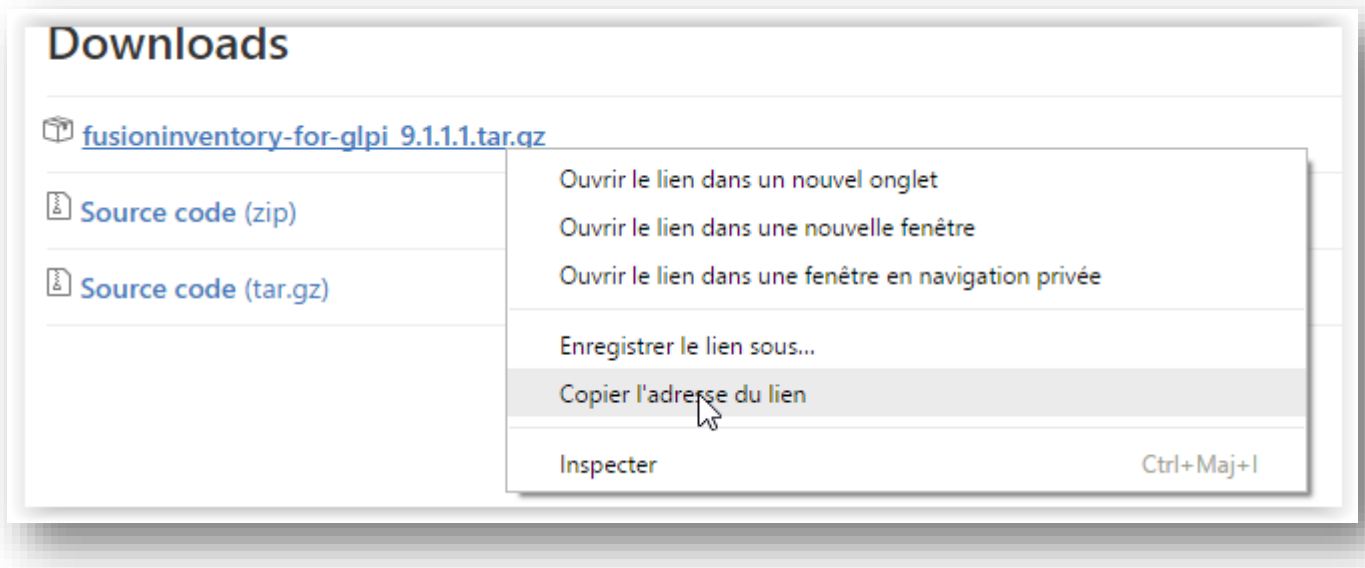 Downloads
fusioninventory-for-glpi_9.1.1.1.tar.gz
Source code (zip)
Source code (tar.gz)
Ouvrir le lien dans un nouvel onglet
Ouvrir le lien dans une nouvelle fenêtre
Ouvrir le lien dans une fenêtre en navigation privée
Enregistrer le lien sous...
Copier l'adresse du lien
Inspecter Ctrl+Maj+I